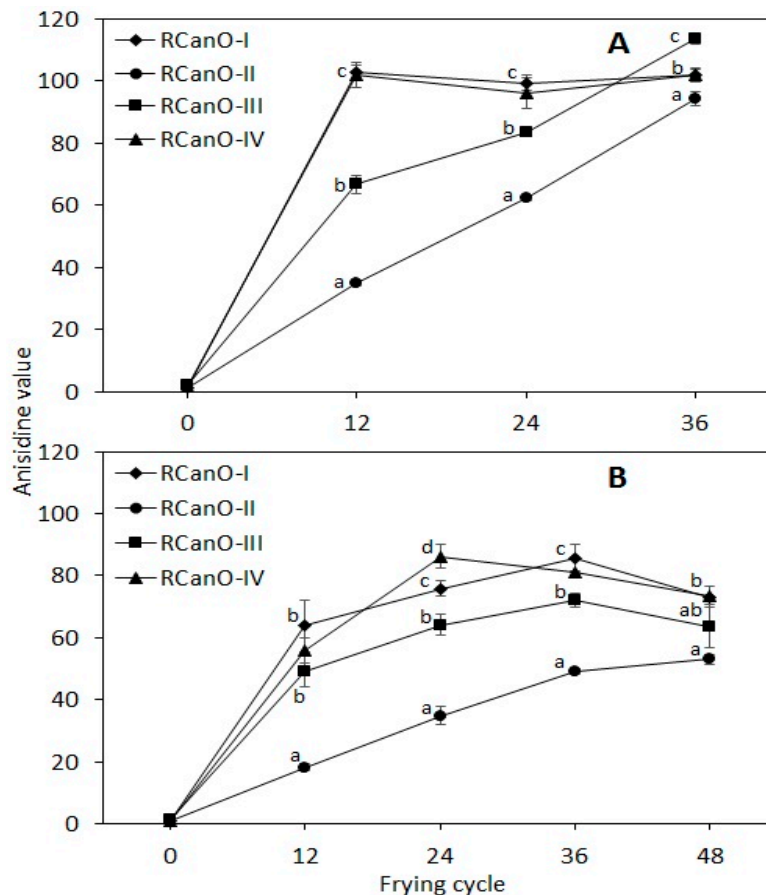 120
100
80
60
40
20
0
RCanO-I
RCanO-II
RCanO-III
RCanO-IV
A
c
b
a
c
b
a
c
b
a
0 12 24 36
Anisidine value
120
100
80
60
40
20
0
RCanO-I
RCanO-II
RCanO-III
RCanO-IV
B
b
b
a
d
c
b
a
c
b
a
b
ab
a
0 12 24 36 48
Frying cycle